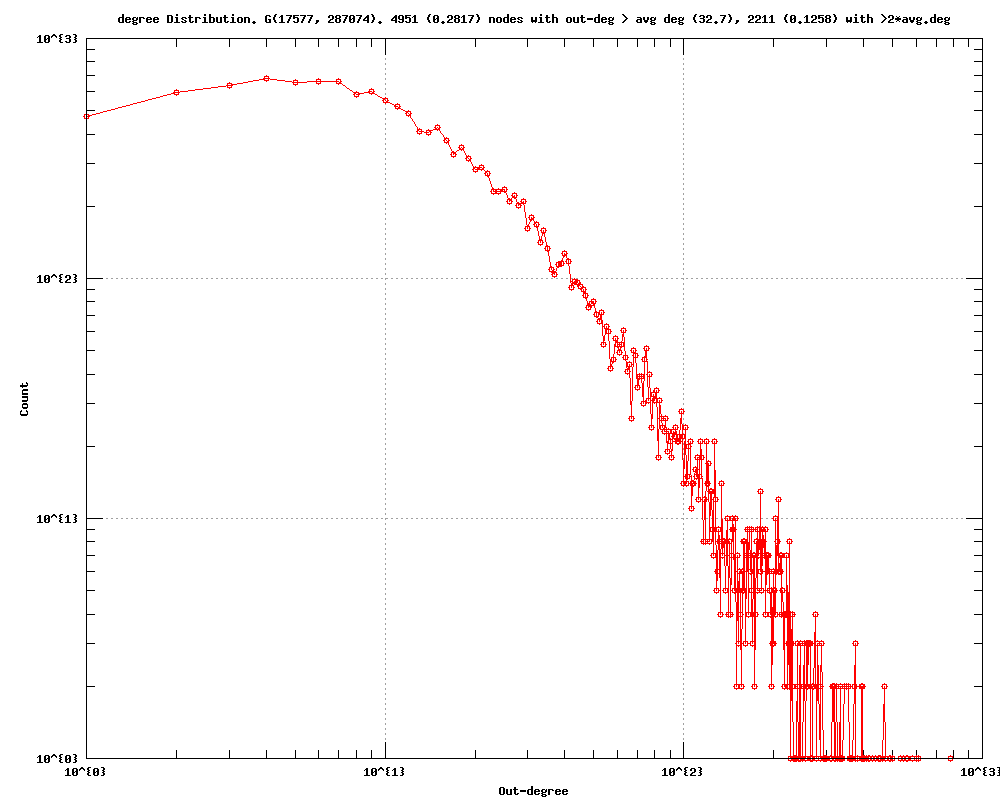 degree Distribution. G(17577, 287074). 4951 (0.2817) nodes with out-deg > avg deg (32.7), 2211 (0.1258) with >2*avg.deg
10^{3}
10^{2}
10^{1}
10^{0}
Count
10^{0} 10^{1} 10^{2} 10^{3}
Out-degree